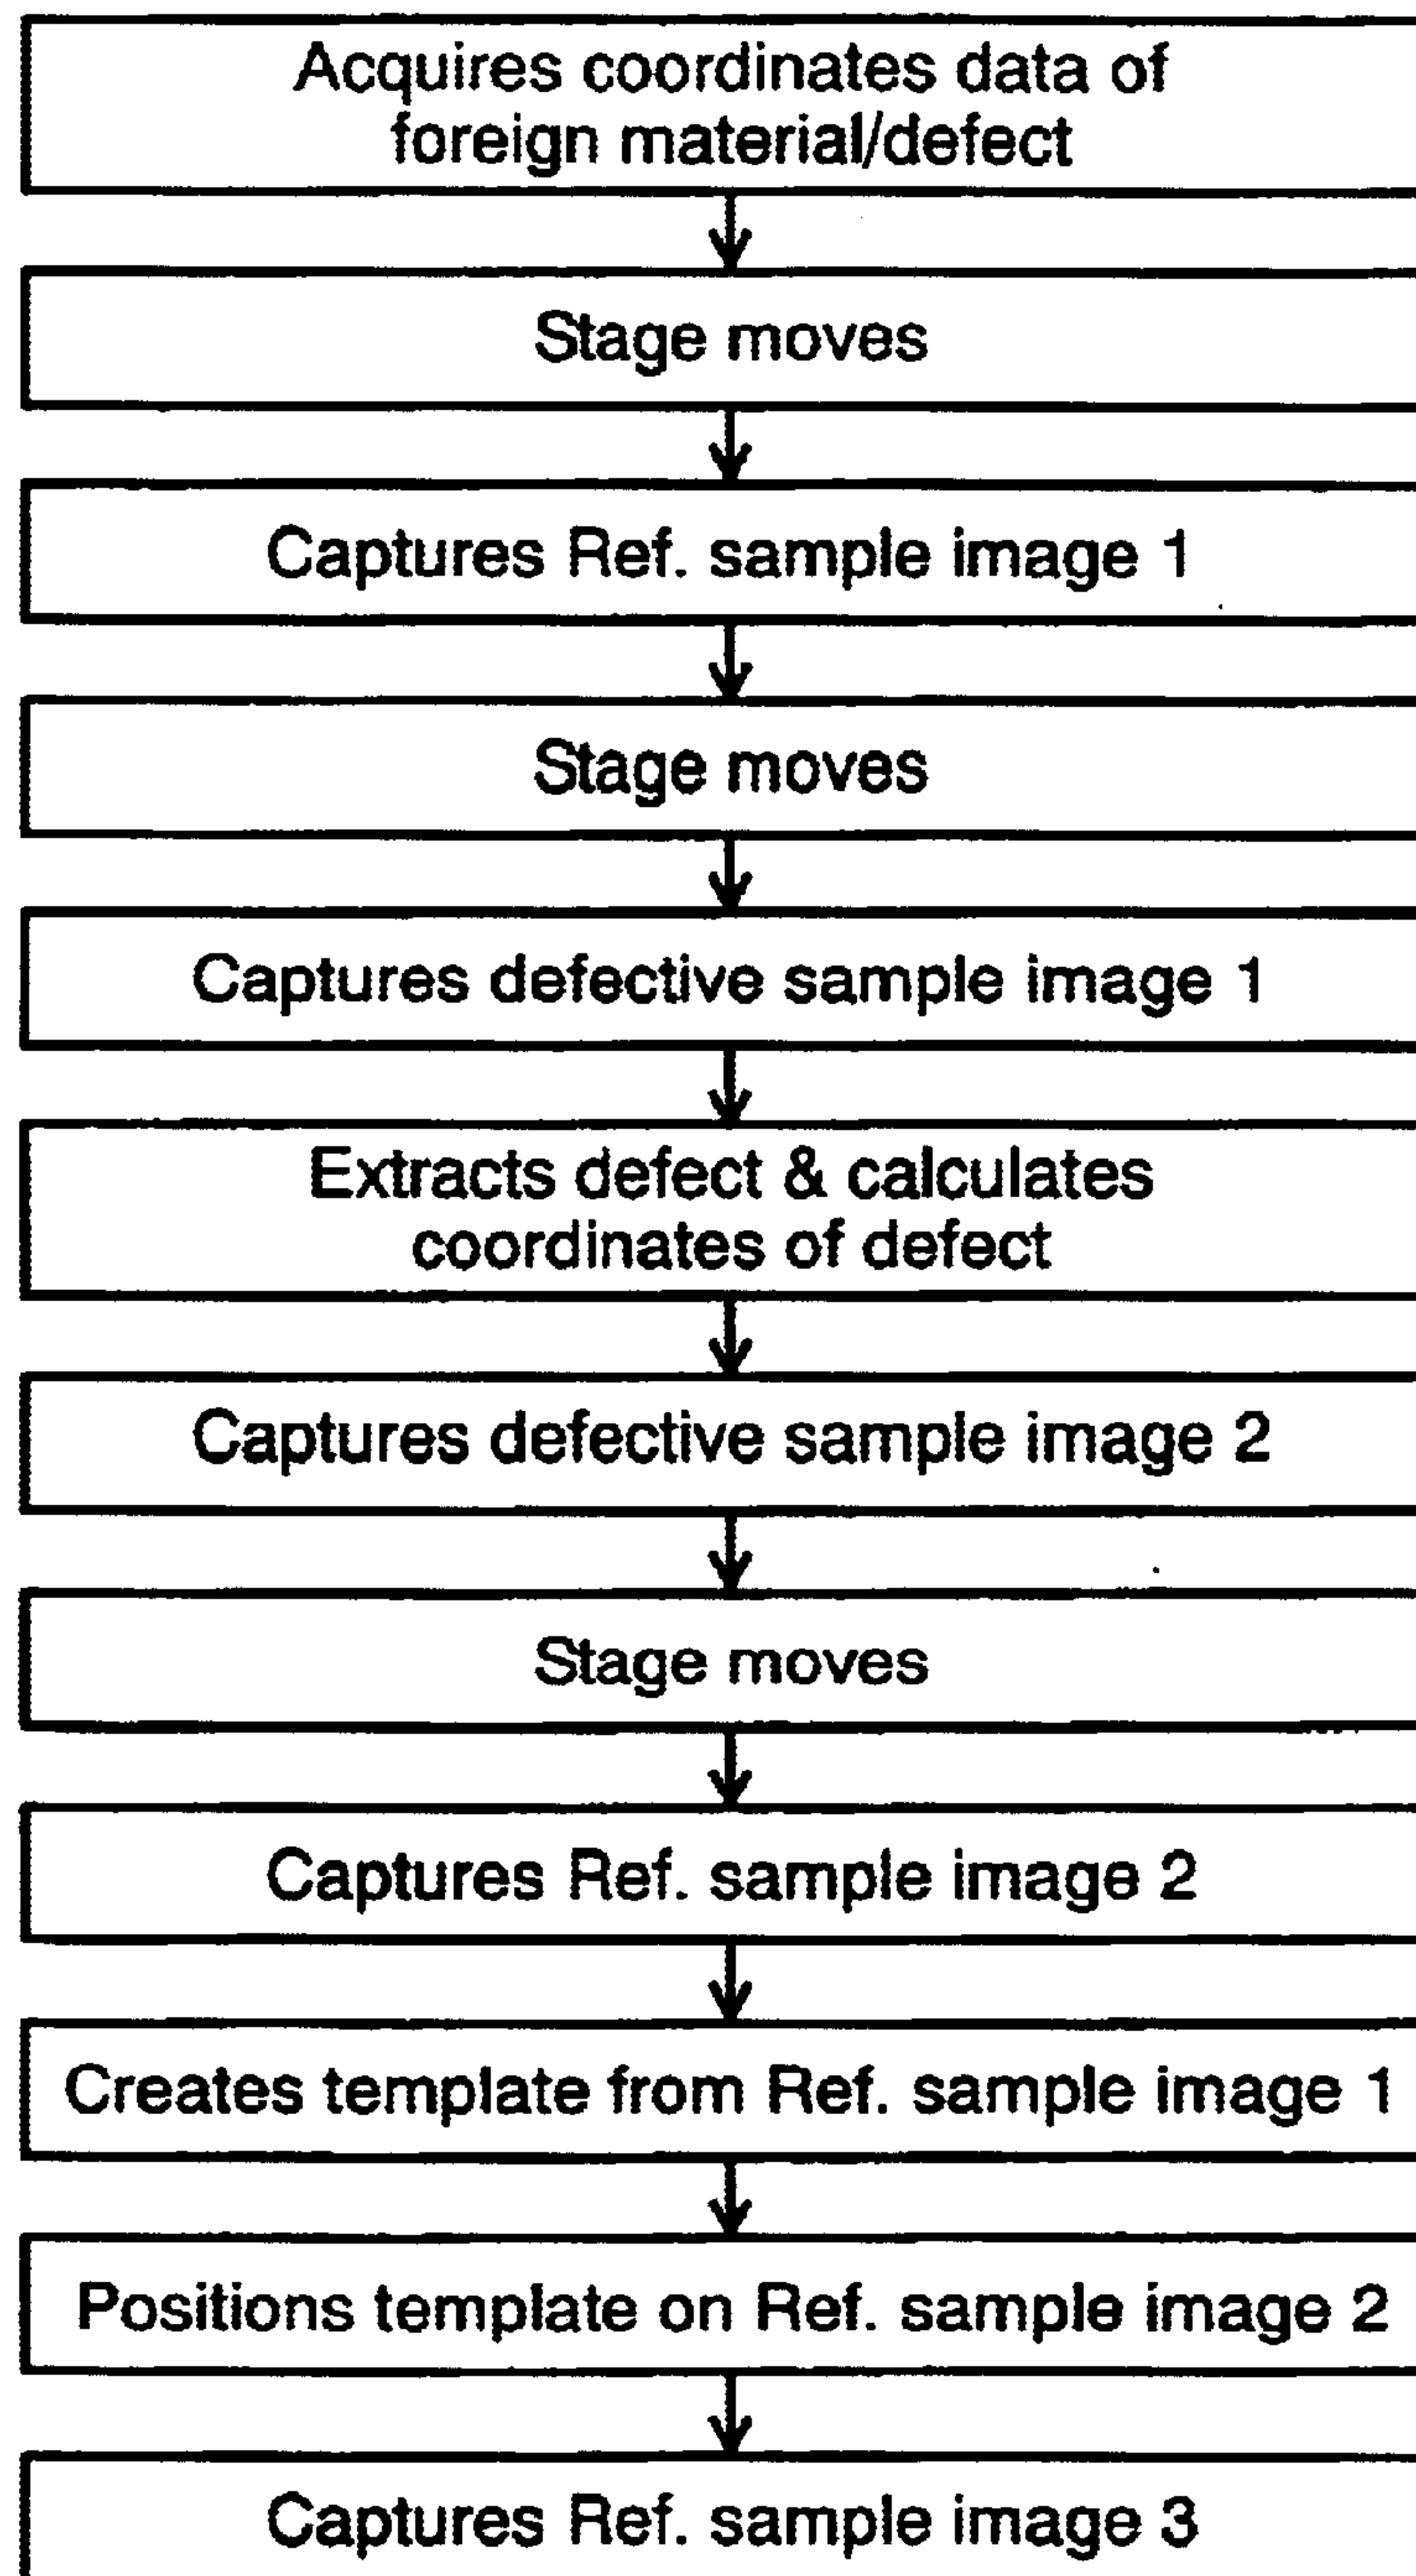 Acquires coordinates data of
foreign material/defect
Stage moves
Captures Ref. sample image 1
Stage moves
Captures defective sample image 1
Extracts defect & calculates
coordinates of defect
Captures defective sample image 2
Stage moves
Captures Ref. sample image 2
Creates template from Ref. sample image 1
Positions template on Ref. sample image 2
Captures Ref. sample image 3